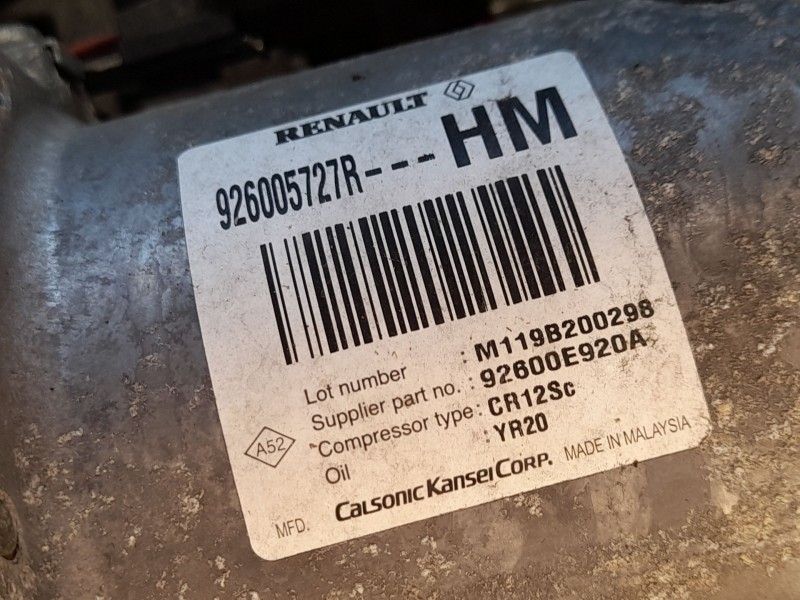 RENAULT
926005727R--- HM
Lot number : M119B200298
Supplier part no. : 92600E920A
Compressor type : CR12Sc
Oil : YR20
A52
MFD. CALSONIC KANSEI CORP. MADE IN MALAYSIA